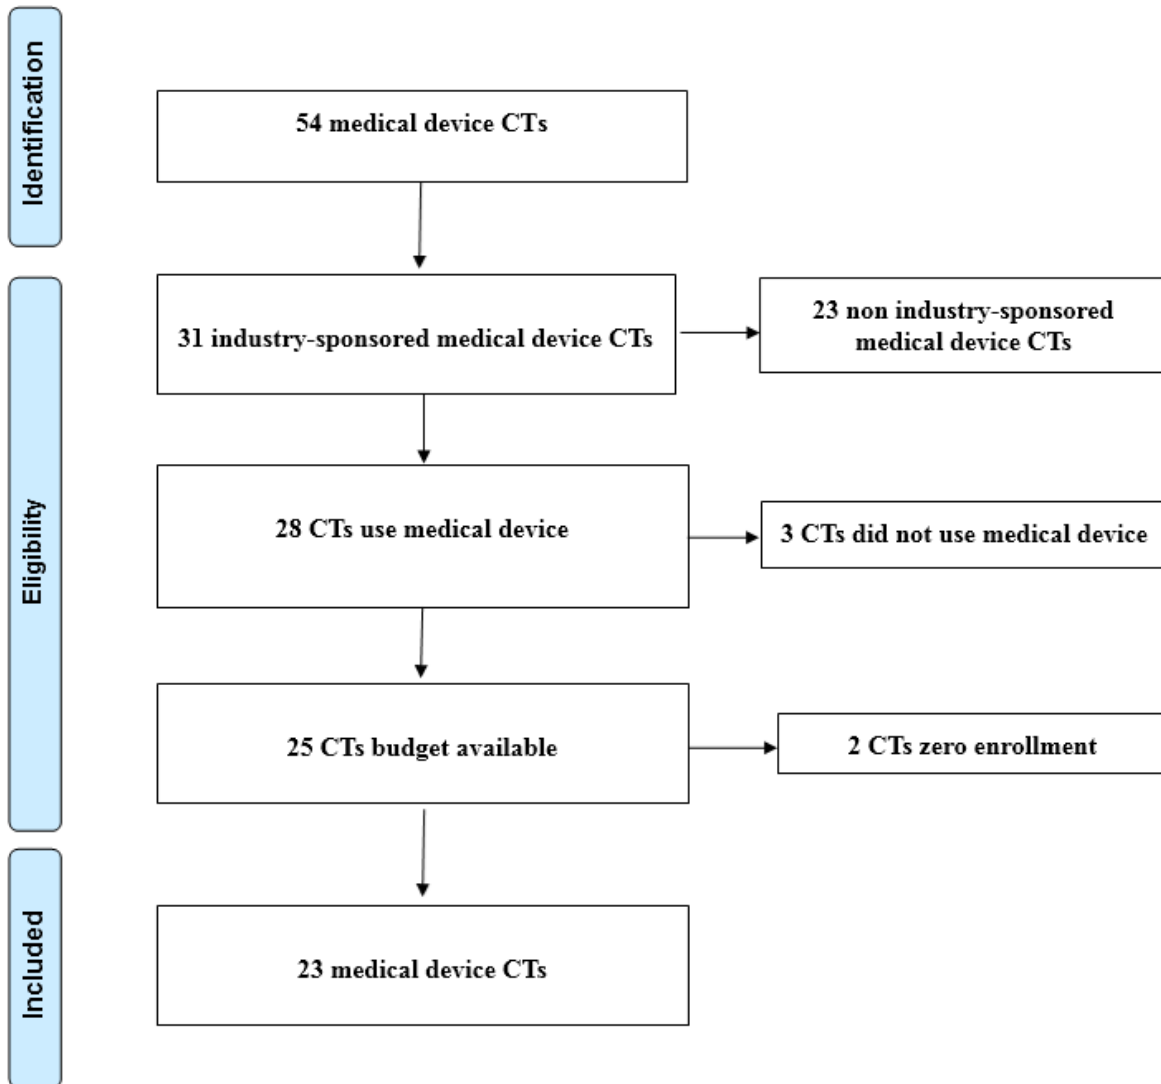 Identification
54 medical device CTs
Eligibility
31 industry-sponsored medical device CTs
23 non industry-sponsored
medical device CTs
28 CTs use medical device
3 CTs did not use medical device
25 CTs budget available
2 CTs zero enrollment
Included
23 medical device CTs